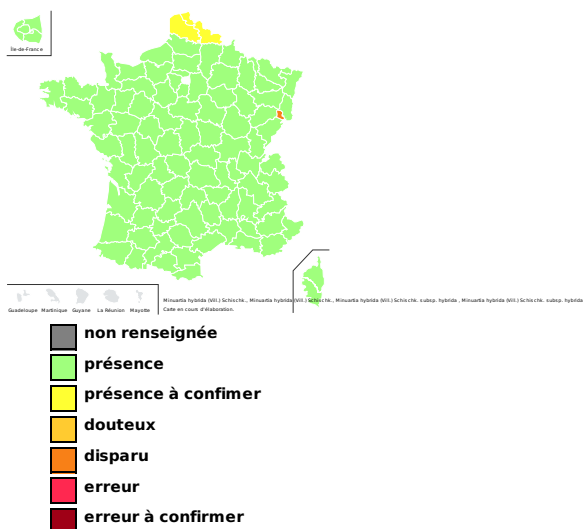 Île-de-France
Guadeloupe Martinique Guyane La Réunion Mayotte
Minuartia hybrida (Vill.) Schischk., Minuartia hybrida (Vill.) Schischk., Minuartia hybrida (Vill.) Schischk. subsp. hybrida , Minuartia hybrida (Vill.) Schischk. subsp. hybrida
Carte en cours d'élaboration.
non renseignée
présence
présence à confimer
douteux
disparu
erreur
erreur à confirmer